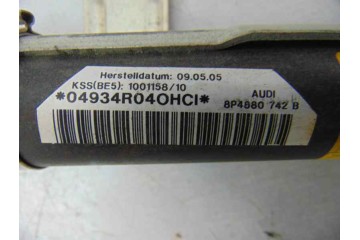 Herstelldatum: 09.05.05
KSS(BE5): 1001158/10
*04934R04OHCI*
AUDI
8P4880 742 B